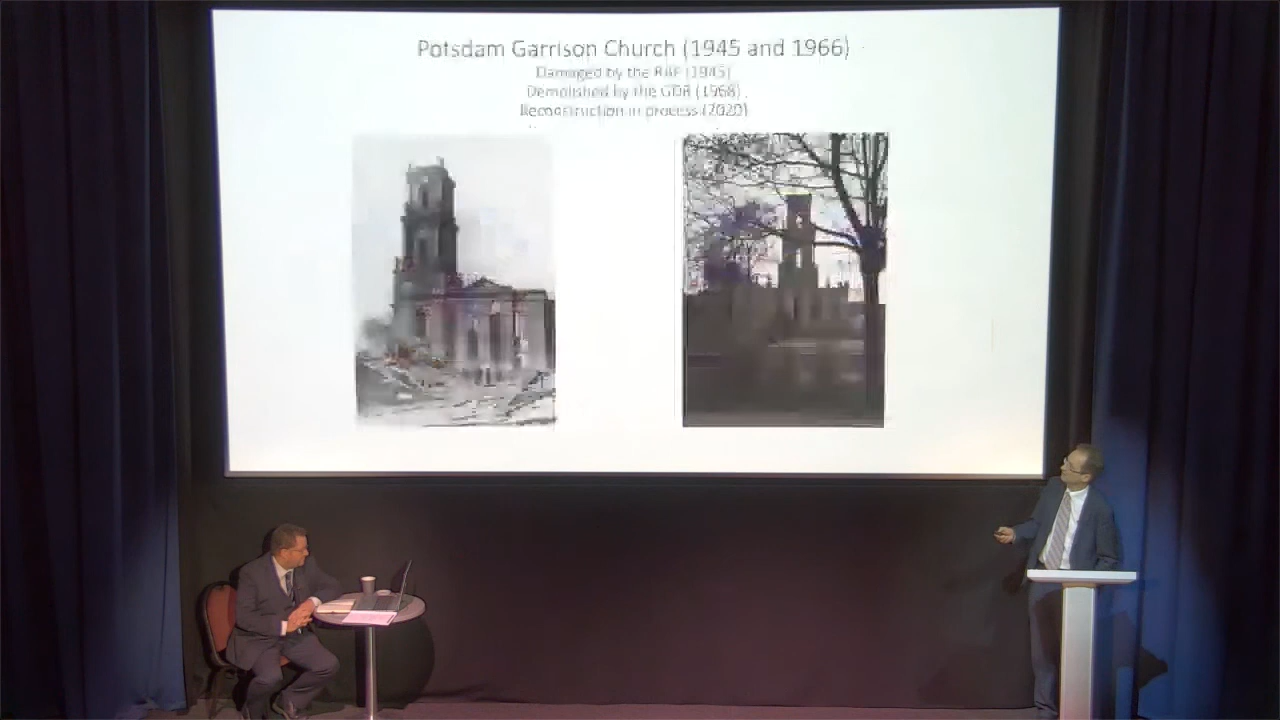 Potsdam Garrison Church (1945 and 1966)
Damaged by the RAF (1945)
Demolished by the GDR (1968)
Reconstruction in process (2020)